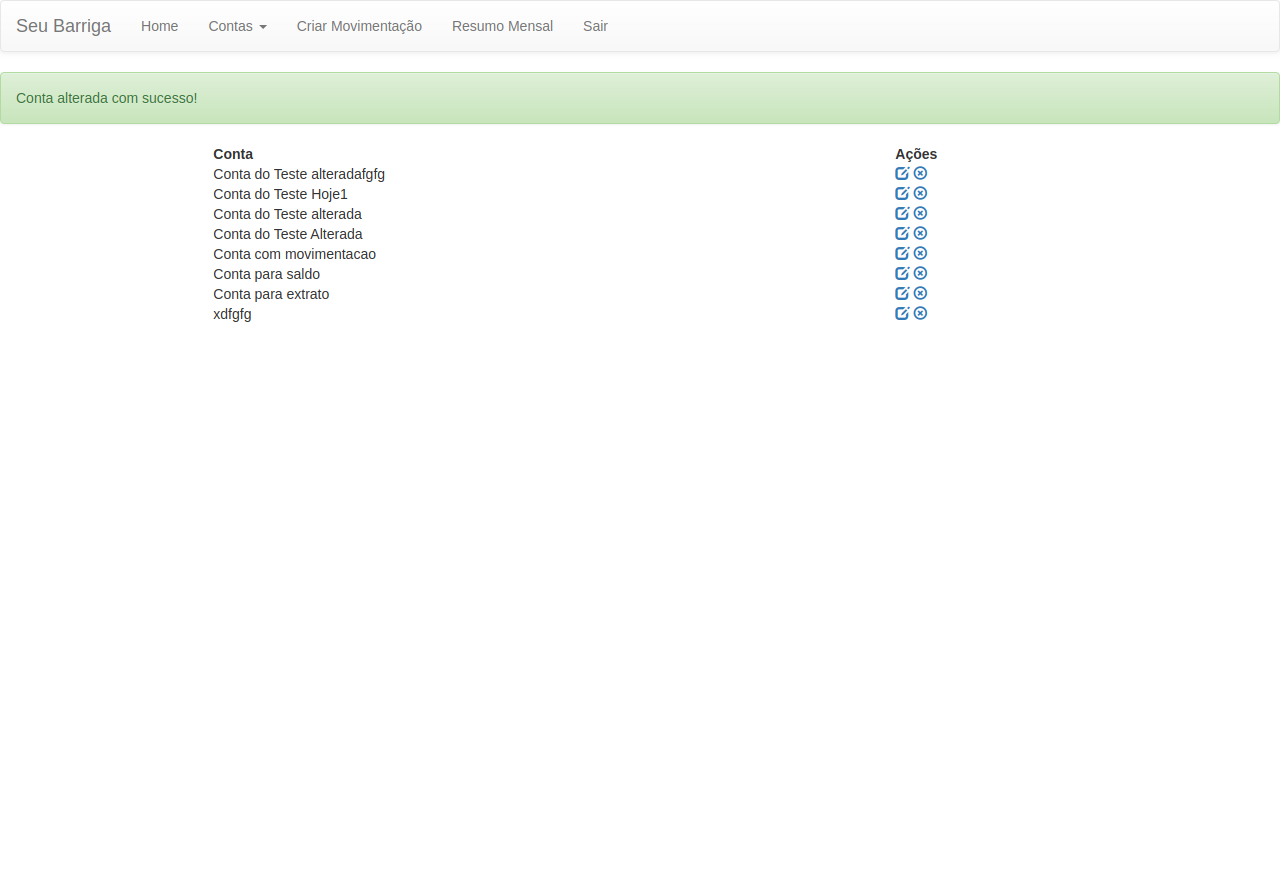 Seu Barriga Home Contas Criar Movimentação Resumo Mensal Sair
Conta alterada com sucesso!
Conta Ações
Conta do Teste alteradafgfg
Conta do Teste Hoje1
Conta do Teste alterada
Conta do Teste Alterada
Conta com movimentacao
Conta para saldo
Conta para extrato
xdfgfg